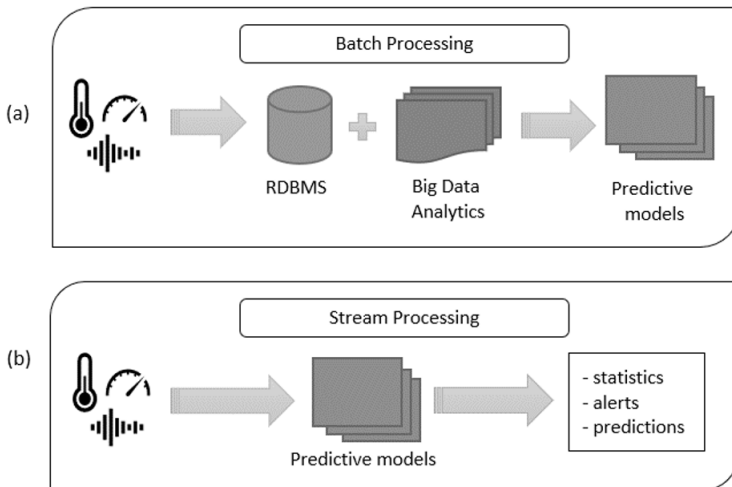 (a)
Batch Processing
RDBMS
Big Data
Analytics
Predictive
models
(b)
Stream Processing
Predictive models
- statistics
- alerts
- predictions